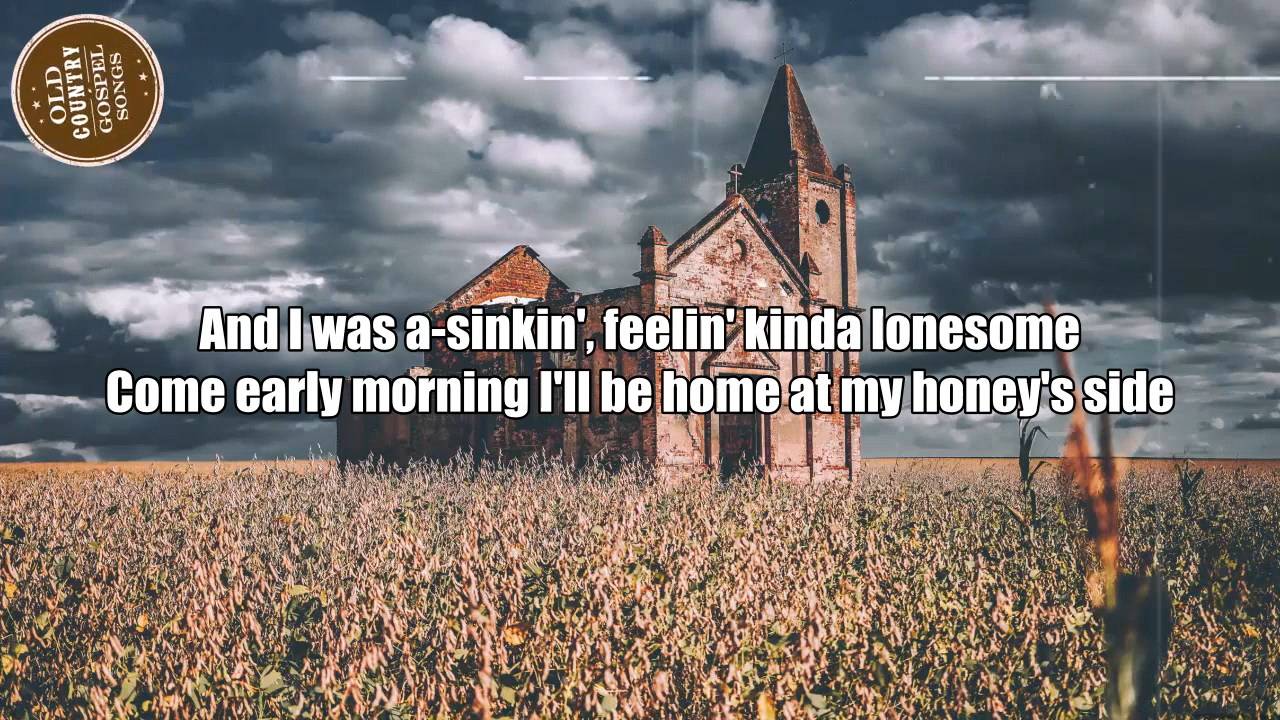 OLD
COUNTRY
GOSPEL
SONGS
And I was a-sinkin', feelin' kinda lonesome
Come early morning I'll be home at my honey's side